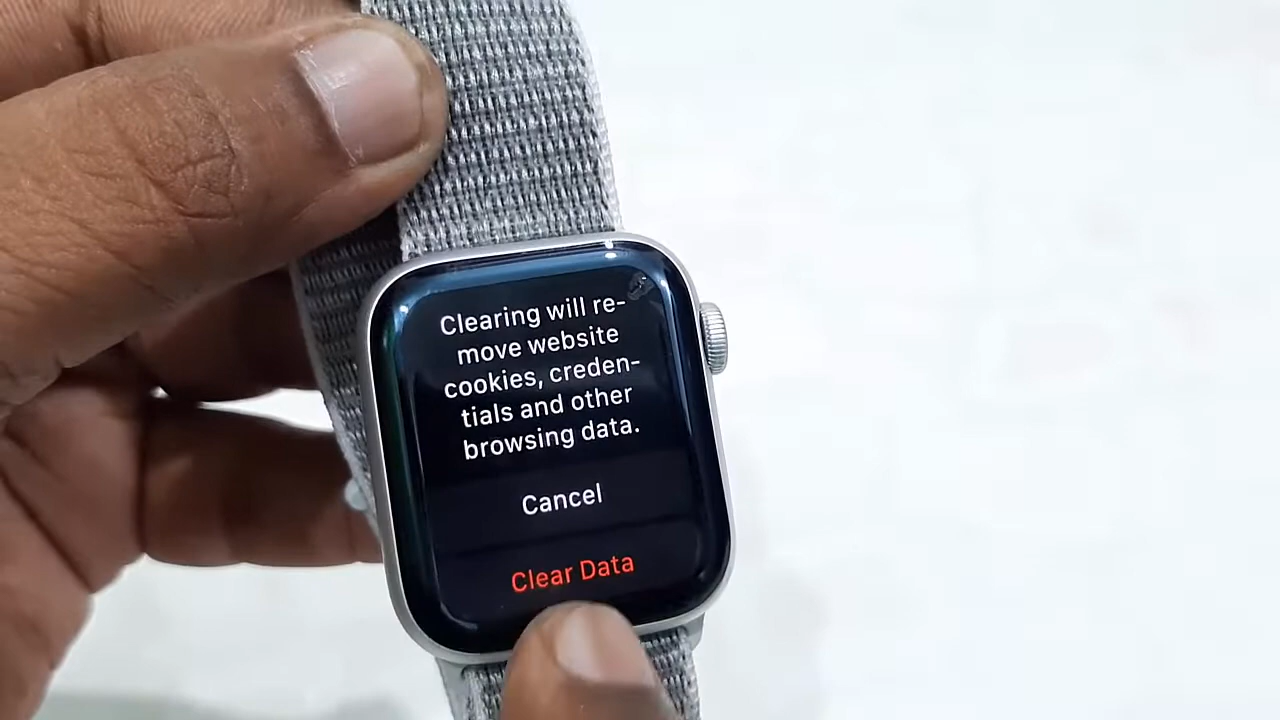 Clearing will re-
move website
cookies, creden-
tials and other
browsing data.
Cancel
Clear Data